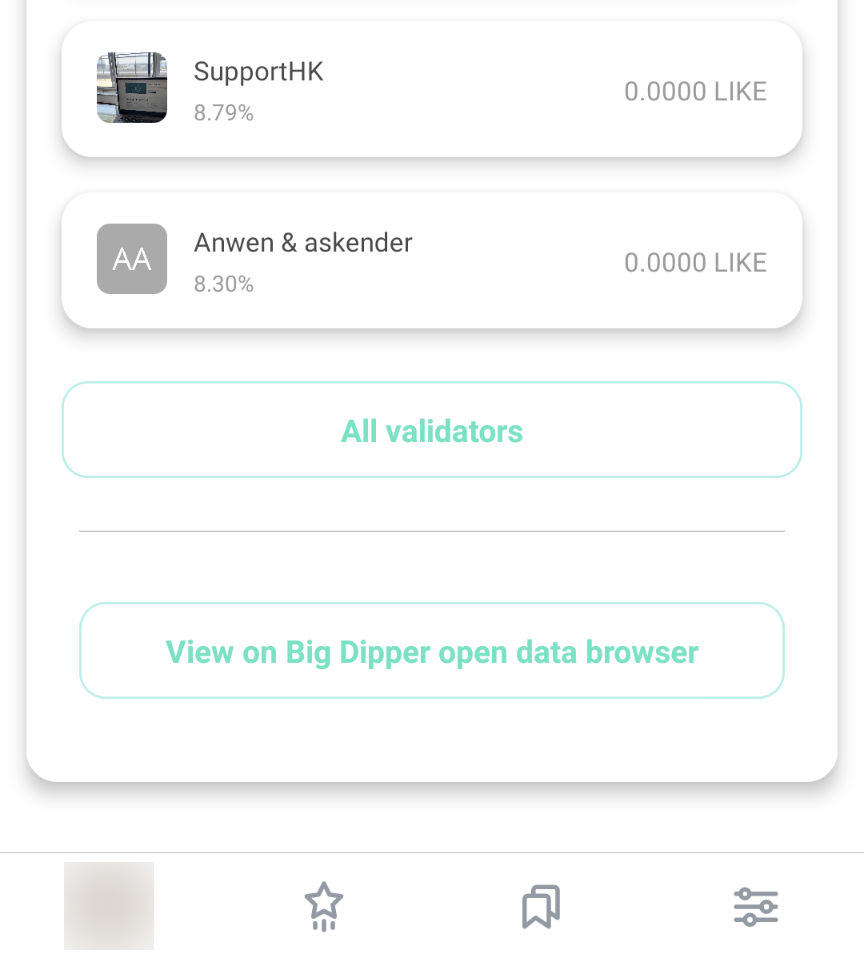 SupportHK
8.79%
0.0000 LIKE
AA
Anwen & askender
8.30%
0.0000 LIKE
All validators
View on Big Dipper open data browser